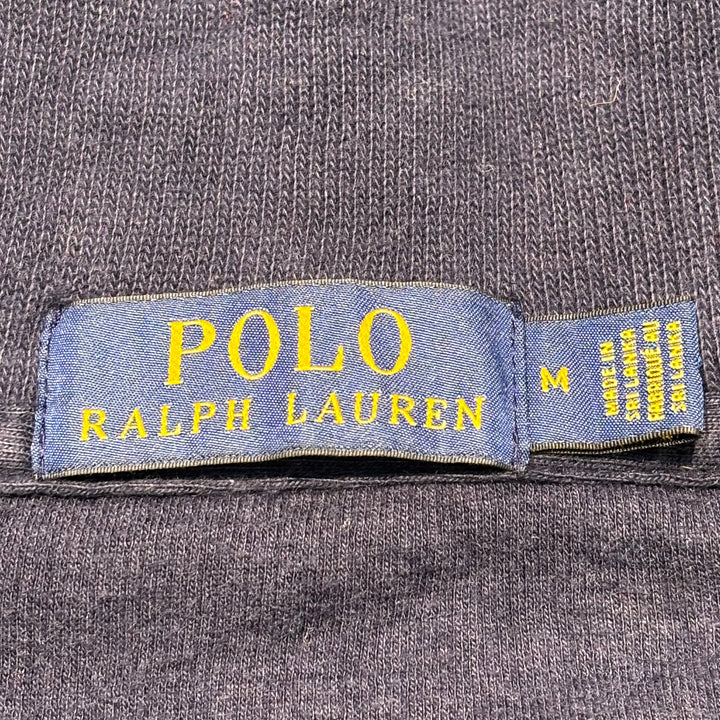 POLO
RALPH LAUREN
M
MADE IN
SRI LANKA
FABRIQUÉ AU
SRI LANKA